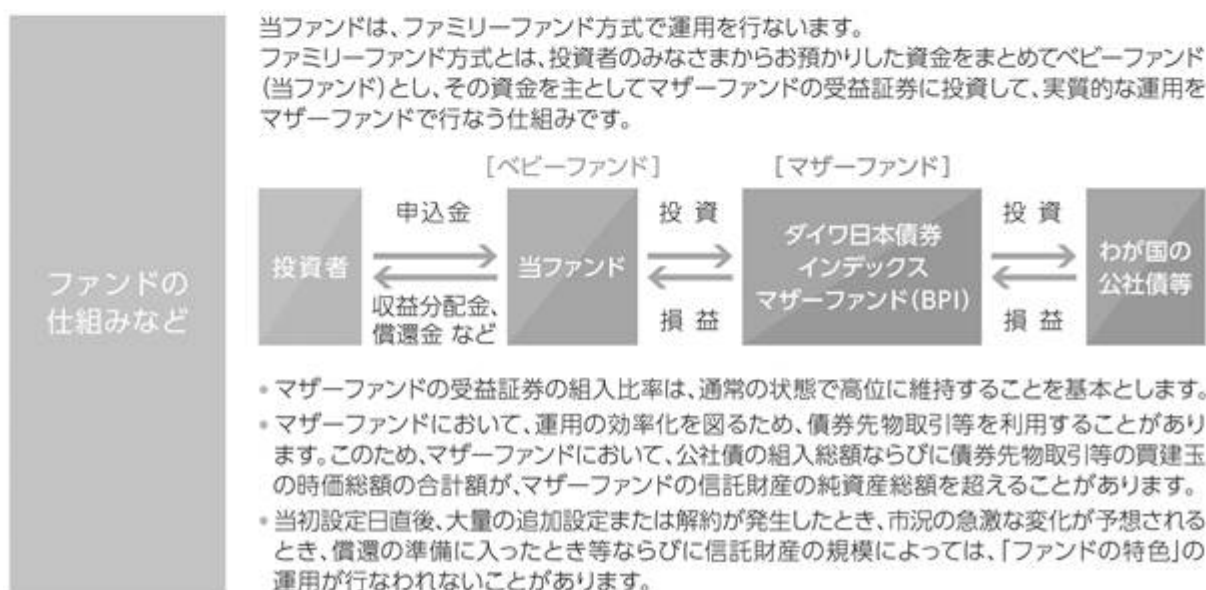 当ファンドは、ファミリーファンド方式で運用を行ないます。
ファミリーファンド方式とは、投資者のみなさまからお預かりした資金をまとめてベビーファンド
(当ファンド)とし、その資金を主としてマザーファンドの受益証券に投資して、実質的な運用を
マザーファンドで行なう仕組みです。
ファンドの
仕組みなど
[ベビーファンド]
[マザーファンド]
投資者
申込金
収益分配金、
償還金 など
当ファンド
投 資
損 益
ダイワ日本債券
インデックス
マザーファンド(BPI)
投 資
損 益
わが国の
公社債等
• マザーファンドの受益証券の組入比率は、通常の状態で高位に維持することを基本とします。
• マザーファンドにおいて、運用の効率化を図るため、債券先物取引等を利用することがあり
ます。このため、マザーファンドにおいて、公社債の組入総額ならびに債券先物取引等の買建玉
の時価総額の合計額が、マザーファンドの信託財産の純資産総額を超えることがあります。
• 当初設定日直後、大量の追加設定または解約が発生したとき、市況の急激な変化が予想される
とき、償還の準備に入ったとき等ならびに信託財産の規模によっては、「ファンドの特色」の
運用が行なわれないことがあります。